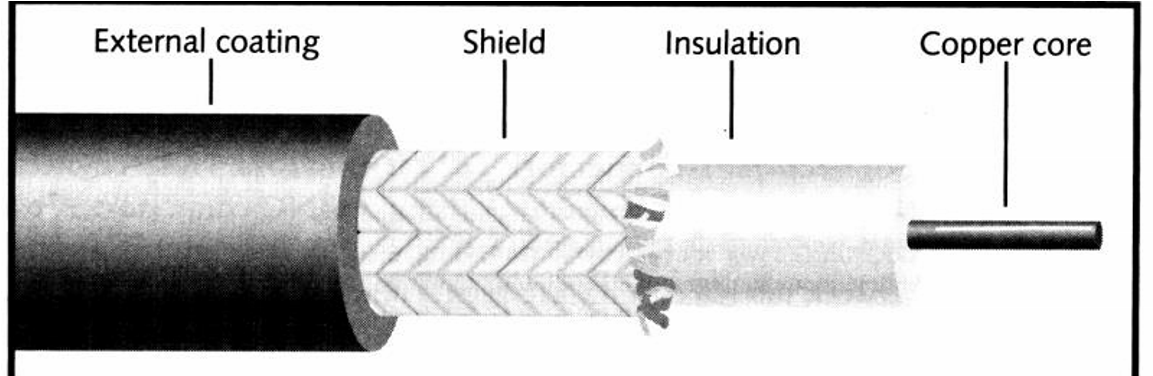 External coating
Shield
Insulation
Copper core